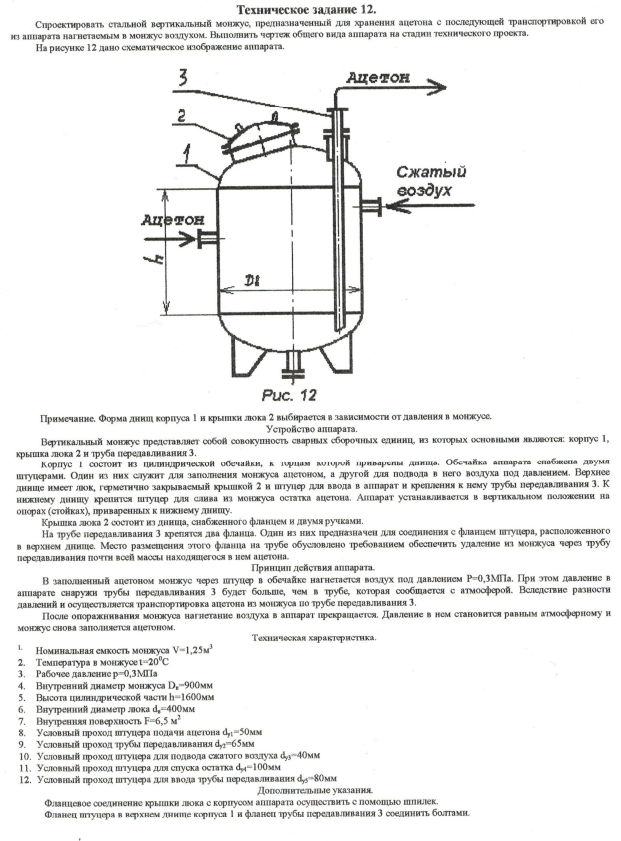 Техническое задание 12.
Спроектировать стальной вертикальный монжус, предназначенный для хранения ацетона с последующей транспортировкой его
из аппарата нагнетаемым в монжус воздухом. Выполнить чертеж общего вида аппарата на стадии технического проекта.
На рисунке 12 дано схематическое изображение аппарата.
3
Ацетон
2
1
Сжатый
воздух
Ацетон
h
Рис. 12
Примечание. Форма днищ корпуса 1 и крышки люка 2 выбирается в зависимости от давления в монжусе.
Устройство аппарата.
Вертикальный монжус представляет собой совокупность сварных сборочных единиц, из которых основными являются: корпус 1,
крышка люка 2 и труба передавливания 3.
Корпус 1 состоит из цилиндрической обечайки, к торцам которой приварены днища. Обечайка аппарата снабжена двумя
штуцерами. Один из них служит для заполнения монжуса ацетоном, а другой для подвода в него воздуха под давлением. Верхнее
днище имеет люк, герметично закрываемый крышкой 2 и штуцер для ввода в аппарат и крепления к нему трубы передавливания 3. К
нижнему днищу крепится штуцер для слива из монжуса остатка ацетона. Аппарат устанавливается в вертикальном положении на
опорах (стойках), приваренных к нижнему днищу.
Крышка люка 2 состоит из днища, снабженного фланцем и двумя ручками.
На трубе передавливания 3 крепятся два фланца. Один из них предназначен для соединения с фланцем штуцера, расположенного
в верхнем днище. Место размещения этого фланца на трубе обусловлено требованием обеспечить удаление из монжуса через трубу
передавливания почти всей массы находящегося в нем ацетона.
Принцип действия аппарата.
В заполненный ацетоном монжус через штуцер в обечайке нагнетается воздух под давлением P=0,3МПа. При этом давление в
аппарате снаружи трубы передавливания 3 будет больше, чем в трубе, которая сообщается с атмосферой. Вследствие разности
давлений и осуществляется транспортировка ацетона из монжуса по трубе передавливания 3.
После опоражнивания монжуса нагнетание воздуха в аппарат прекращается. Давление в нем становится равным атмосферному и
монжус снова заполняется ацетоном.
Техническая характеристика.
1. Номинальная емкость монжуса V=1,25м³
2. Температура в монжусе t=20⁰С
3. Рабочее давление p=0,3МПа
4. Внутренний диаметр монжуса Dв=900мм
5. Высота цилиндрической части h=1600мм
6. Внутренний диаметр люка dв=400мм
7. Внутренняя поверхность F=6,5 м²
8. Условный проход штуцера подачи ацетона dу1=50мм
9. Условный проход трубы передавливания dу2=65мм
10. Условный проход штуцера для подвода сжатого воздуха dу3=40мм
11. Условный проход штуцера для спуска остатка dу4=100мм
12. Условный проход штуцера для ввода трубы передавливания dу5=80мм
Дополнительные указания.
Фланцевое соединение крышки люка с корпусом аппарата осуществить с помощью шпилек.
Фланец штуцера в верхнем днище корпуса 1 и фланец трубы передавливания 3 соединить болтами.